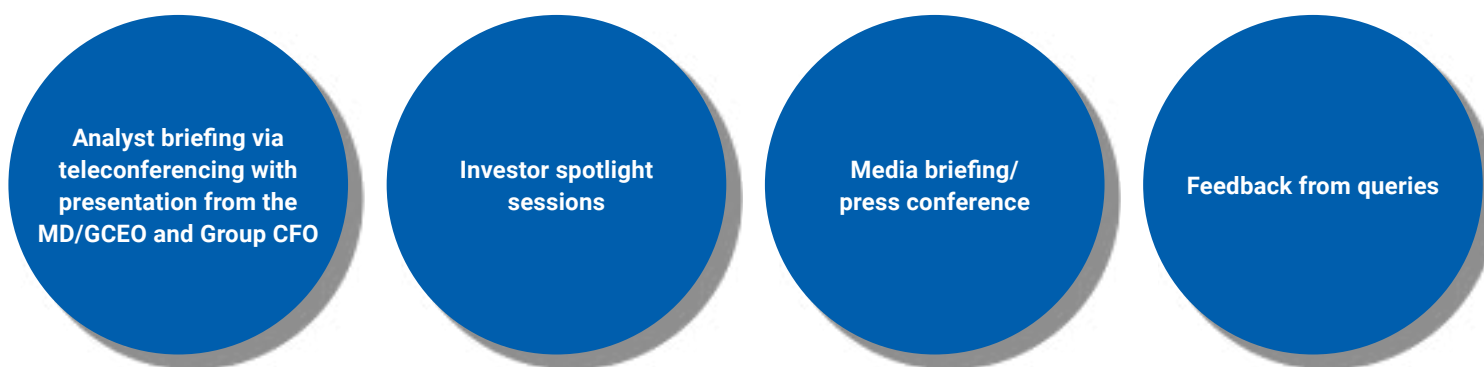 Analyst briefing via
teleconferencing with
presentation from the
MD/GCEO and Group CFO
Investor spotlight
sessions
Media briefing/
press conference
Feedback from queries